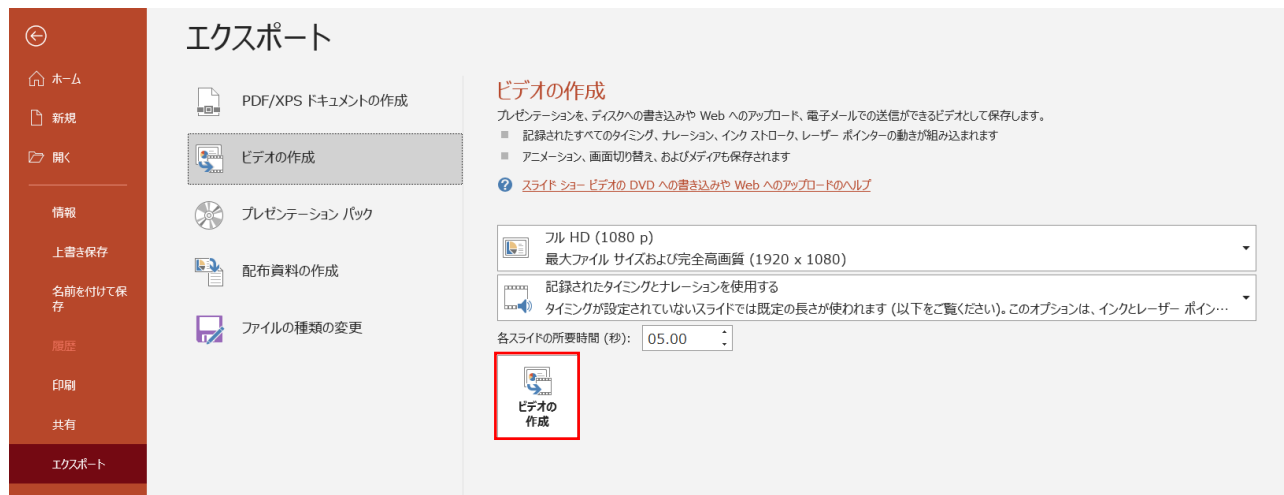 エクスポート
ホーム
新規
開く
情報
上書き保存
名前を付けて保
存
履歴
印刷
共有
エクスポート
PDF/XPS ドキュメントの作成
ビデオの作成
プレゼンテーション パック
配布資料の作成
ファイルの種類の変更
ビデオの作成
プレゼンテーションを、ディスクへの書き込みや Web へのアップロード、電子メールでの送信ができるビデオとして保存します。
記録されたすべてのタイミング、ナレーション、インク ストローク、レーザー ポインターの動きが組み込まれます
アニメーション、画面切り替え、およびメディアも保存されます
スライド ショー ビデオの DVD への書き込みや Web へのアップロードのヘルプ
フル HD (1080 p)
最大ファイル サイズおよび完全高画質 (1920 x 1080)
記録されたタイミングとナレーションを使用する
タイミングが設定されていないスライドでは既定の長さが使われます (以下をご覧ください)。このオプションは、インクとレーザー ポイン…
各スライドの所要時間 (秒): 05.00
ビデオの
作成